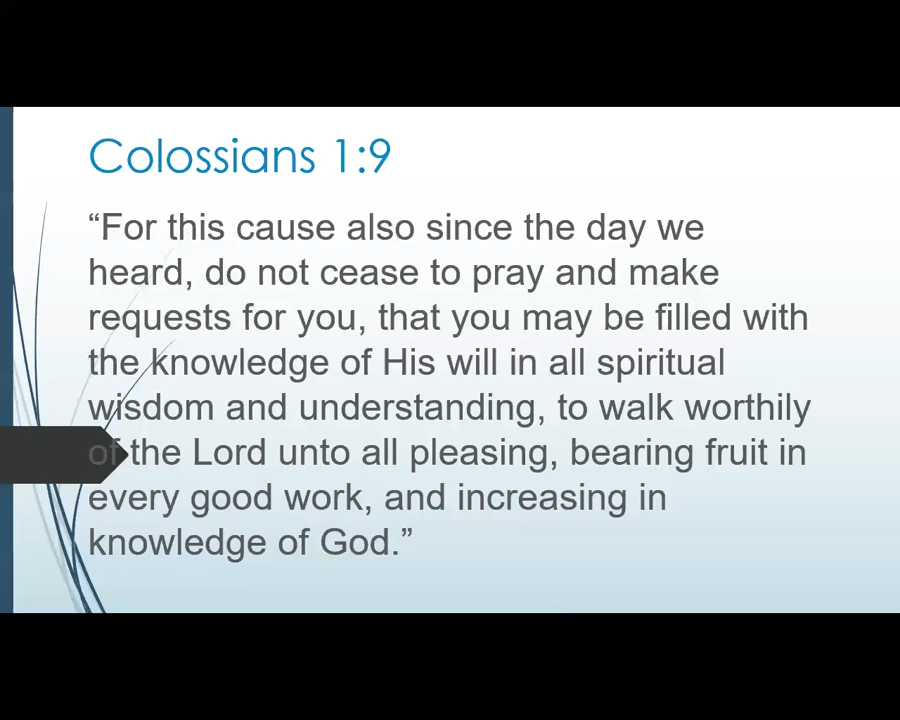 Colossians 1:9
“For this cause also since the day we
heard, do not cease to pray and make
requests for you, that you may be filled with
the knowledge of His will in all spiritual
wisdom and understanding, to walk worthily
of the Lord unto all pleasing, bearing fruit in
every good work, and increasing in
knowledge of God.”